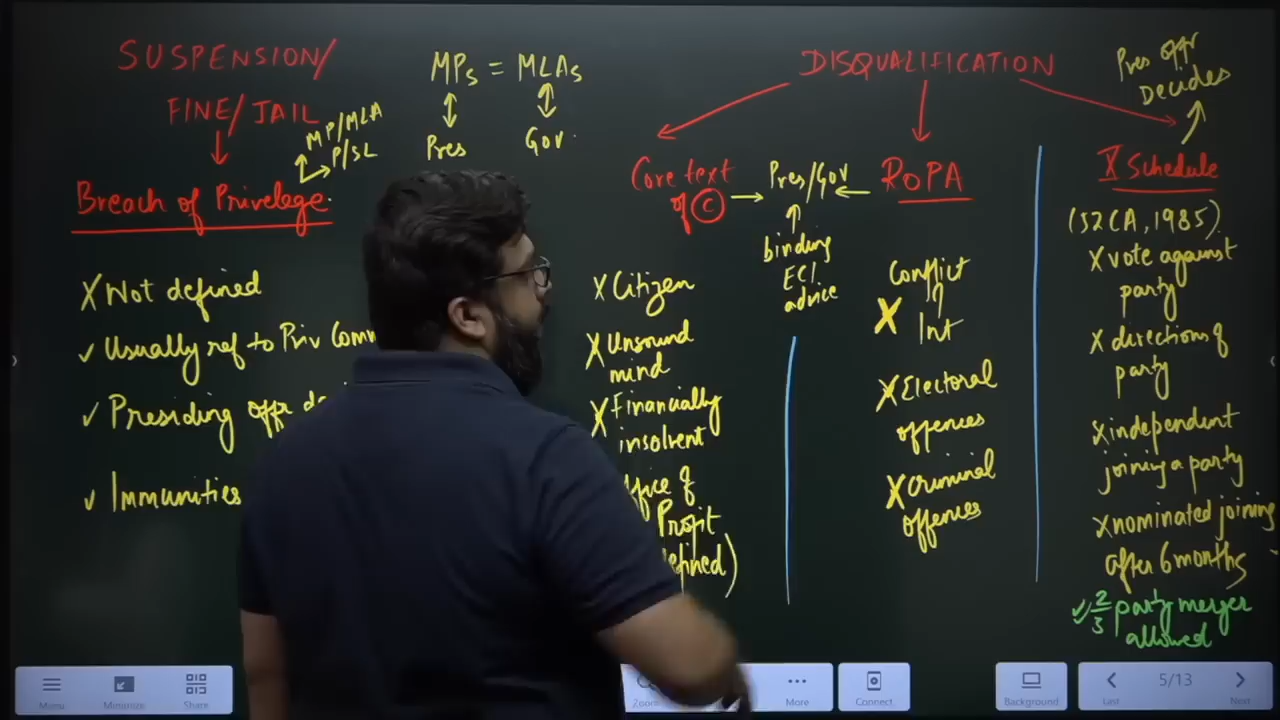 SUSPENSION/
FINE/JAIL
MP/MLA
P/SL
Breach of Privelege
X Not defined
✓ Usually ref to Priv Comm
✓ Presiding offr
✓ Immunities
MPs = MLAs
Pres Gov.
DISQUALIFICATION
Core text
of C
Pres/Gov
binding
ECI
advice
X Citizen
X Unsound
mind
X Financially
insolvent
of
Profit
RoPA
Conflict
X of
Int
X Electoral
offences
X Criminal
offences
Pres offr
Decides
X Schedule
(52CA, 1985)
X vote against
party
X directions of
party
X independent
joining a party
X nominated joining
after 6 months
✓ 2/3 party merger
allowed
Menu Minimize Share
More
Connect
Background
5/13
Next